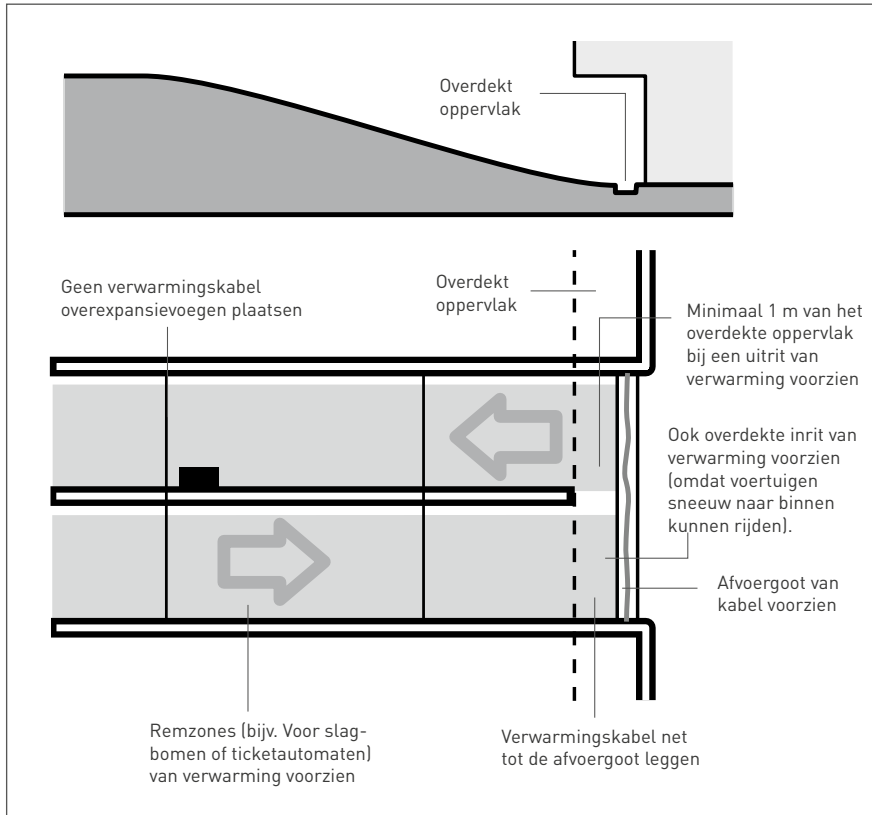 Overdekt
oppervlak
Geen verwarmingskabel
overexpansievoegen plaatsen
Overdekt
oppervlak
Minimaal 1 m van het
overdekte oppervlak
bij een uitrit van
verwarming voorzien
Ook overdekte inrit van
verwarming voorzien
(omdat voertuigen
sneeuw naar binnen
kunnen rijden).
Afvoergoot van
kabel voorzien
Remzones (bijv. Voor slag-
bomen of ticketautomaten)
van verwarming voorzien
Verwarmingskabel net
tot de afvoergoot leggen